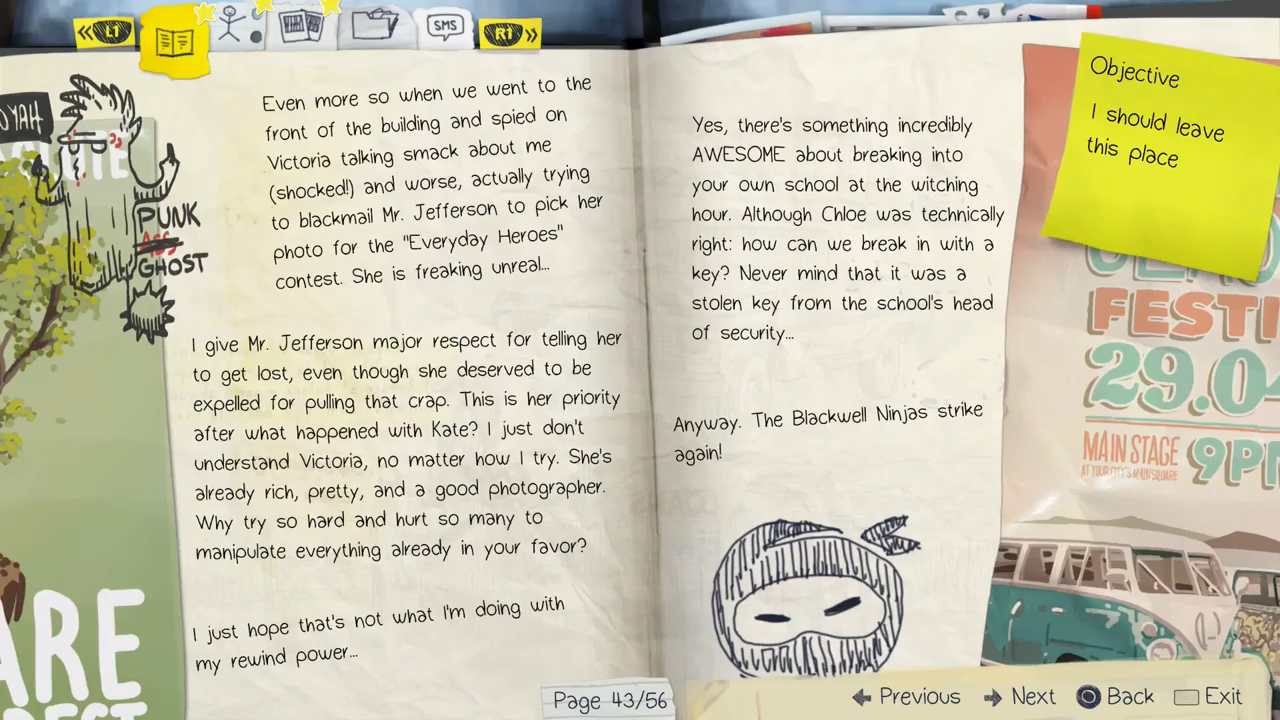 L1
SMS
R1
OYAH
PUNK
ASS
GHOST
Even more so when we went to the
front of the building and spied on
Victoria talking smack about me
(shocked!) and worse, actually trying
to blackmail Mr. Jefferson to pick her
photo for the "Everyday Heroes"
contest. She is freaking unreal...
I give Mr. Jefferson major respect for telling her
to get lost, even though she deserved to be
expelled for pulling that crap. This is her priority
after what happened with Kate? I just don't
understand Victoria, no matter how I try. She's
already rich, pretty, and a good photographer.
Why try so hard and hurt so many to
manipulate everything already in your favor?
I just hope that's not what I'm doing with
my rewind power...
Yes, there's something incredibly
AWESOME about breaking into
your own school at the witching
hour. Although Chloe was technically
right: how can we break in with a
key? Never mind that it was a
stolen key from the school's head
of security...
Anyway. The Blackwell Ninjas strike
again!
Objective
I should leave
this place
FESTI
29.04
MAIN STAGE
AT YOUR CITY'S MAIN SQUARE
9PM
ARE
Page 43/56
Previous
Next
Back
Exit